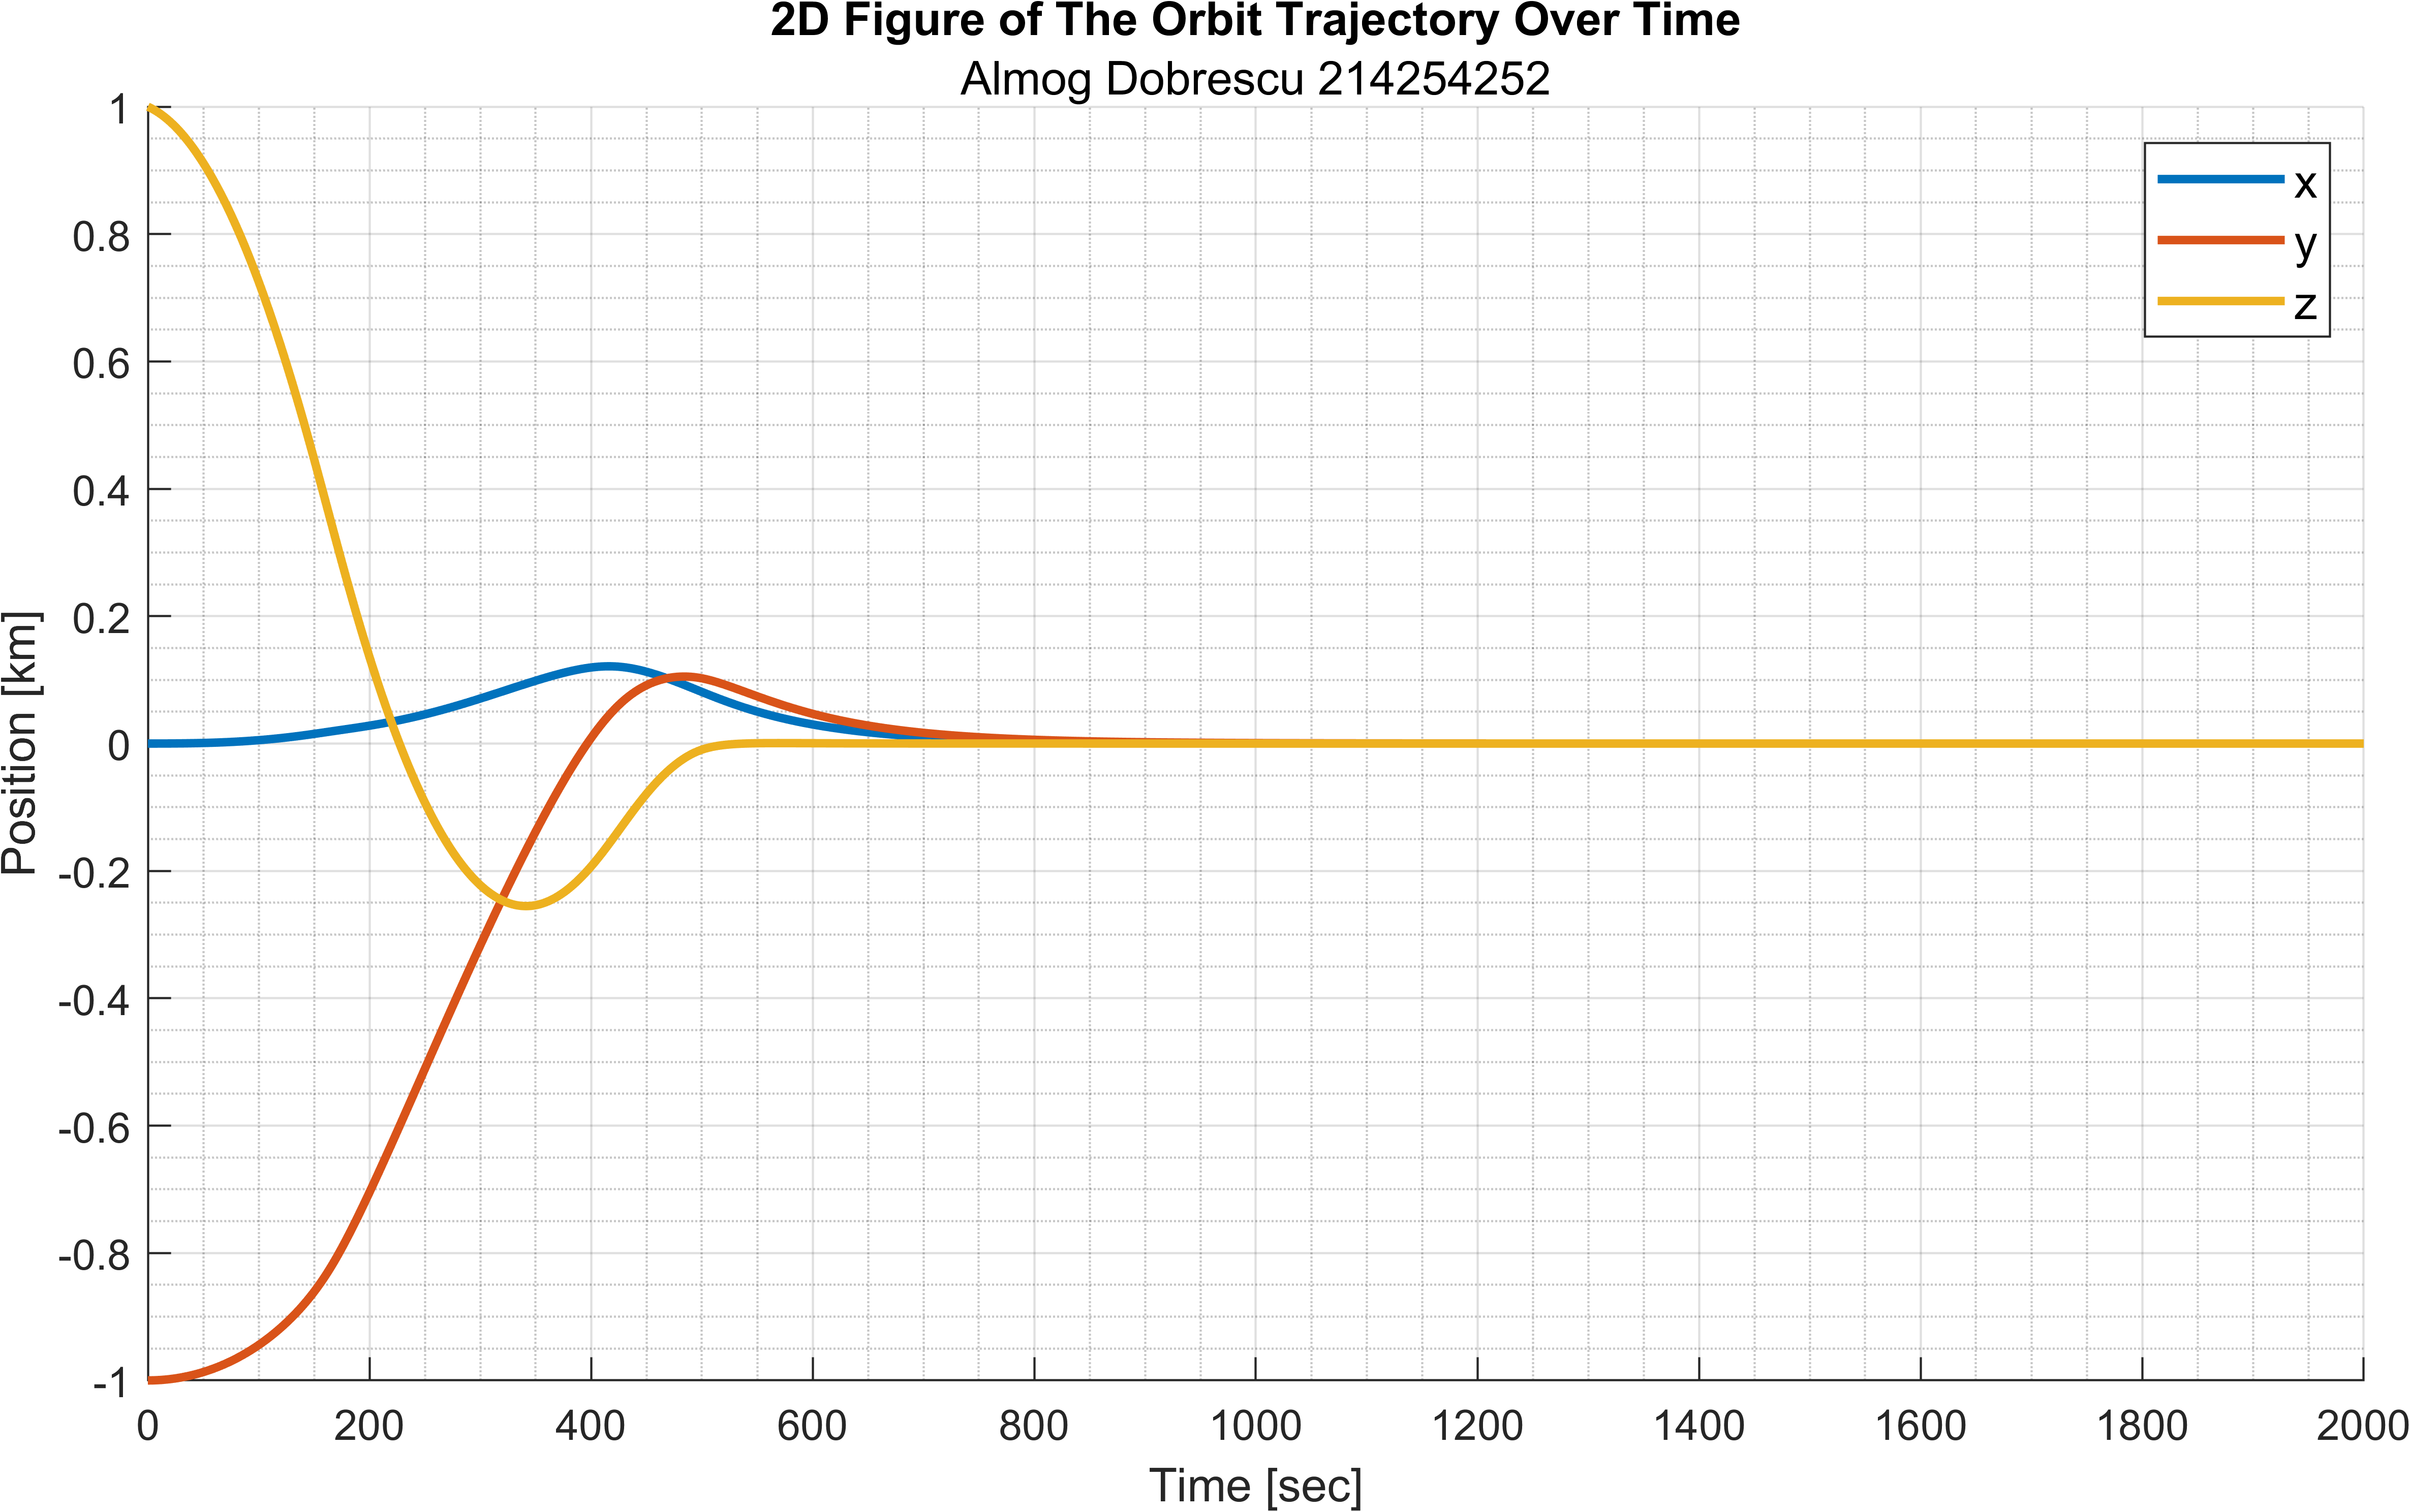 2D Figure of The Orbit Trajectory Over Time
Almog Dobrescu 214254252
1
0.8
0.6
0.4
0.2
0
-0.2
-0.4
-0.6
-0.8
-1
Position [km]
x
y
z
0 200 400 600 800 1000 1200 1400 1600 1800 2000
Time [sec]